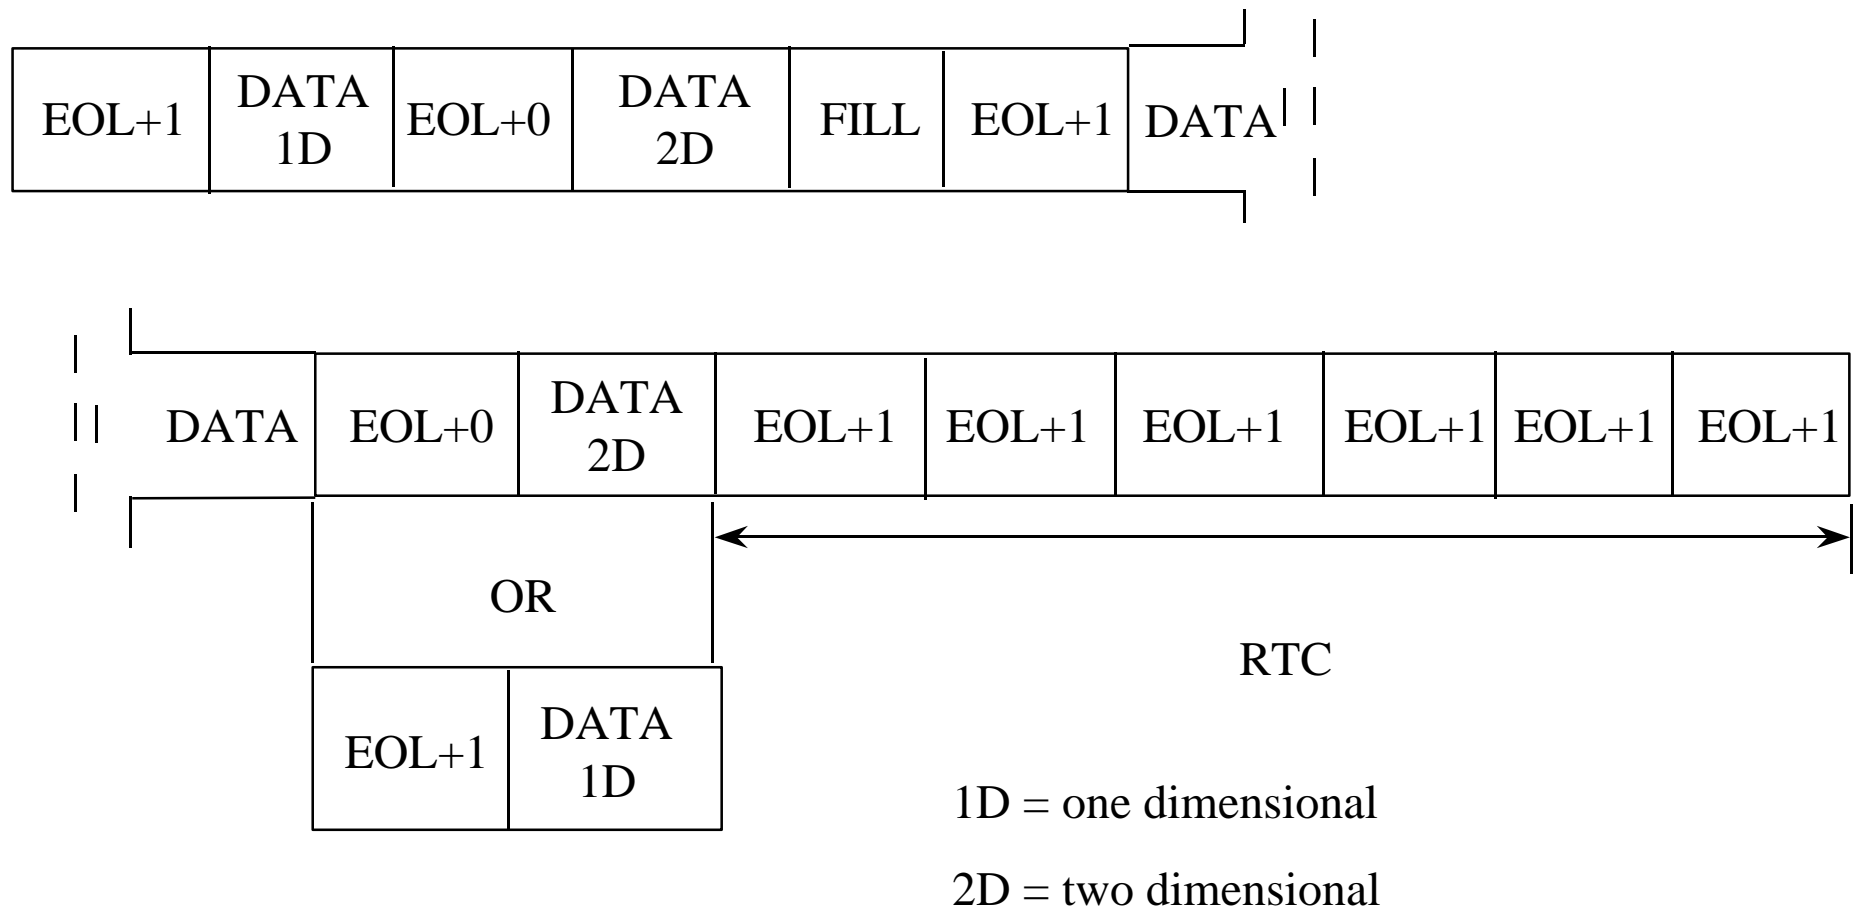 EOL+1
DATA
1D
EOL+0
DATA
2D
FILL
EOL+1
DATA
DATA
EOL+0
DATA
2D
EOL+1
EOL+1
EOL+1
EOL+1
EOL+1
EOL+1
OR
RTC
EOL+1
DATA
1D
1D = one dimensional
2D = two dimensional